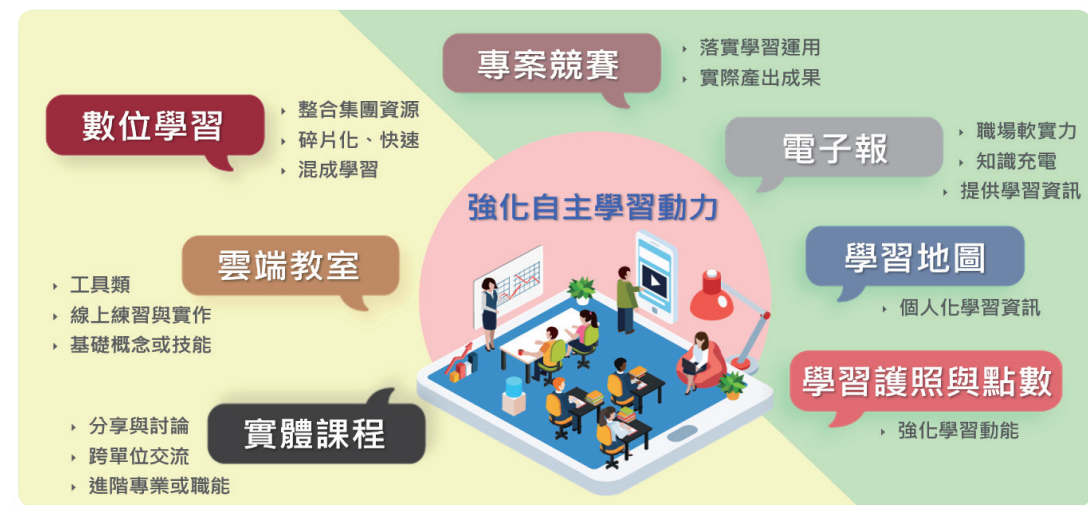 專案競賽
落實學習運用
實際產出成果
數位學習
整合集團資源
碎片化、快速
混成學習
電子報
職場軟實力
知識充電
提供學習資訊
強化自主學習動力
雲端教室
工具類
線上練習與實作
基礎概念或技能
學習地圖
個人化學習資訊
學習護照與點數
強化學習動能
實體課程
分享與討論
跨單位交流
進階專業或職能